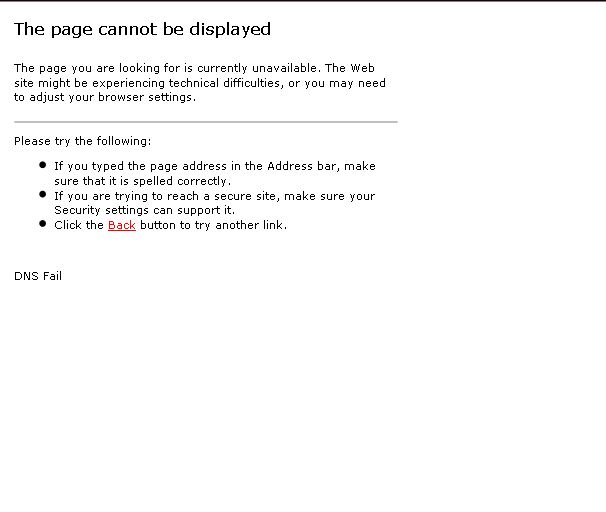 The page cannot be displayed
The page you are looking for is currently unavailable. The Web
site might be experiencing technical difficulties, or you may need
to adjust your browser settings.
Please try the following:
If you typed the page address in the Address bar, make
sure that it is spelled correctly.
If you are trying to reach a secure site, make sure your
Security settings can support it.
Click the Back button to try another link.
DNS Fail